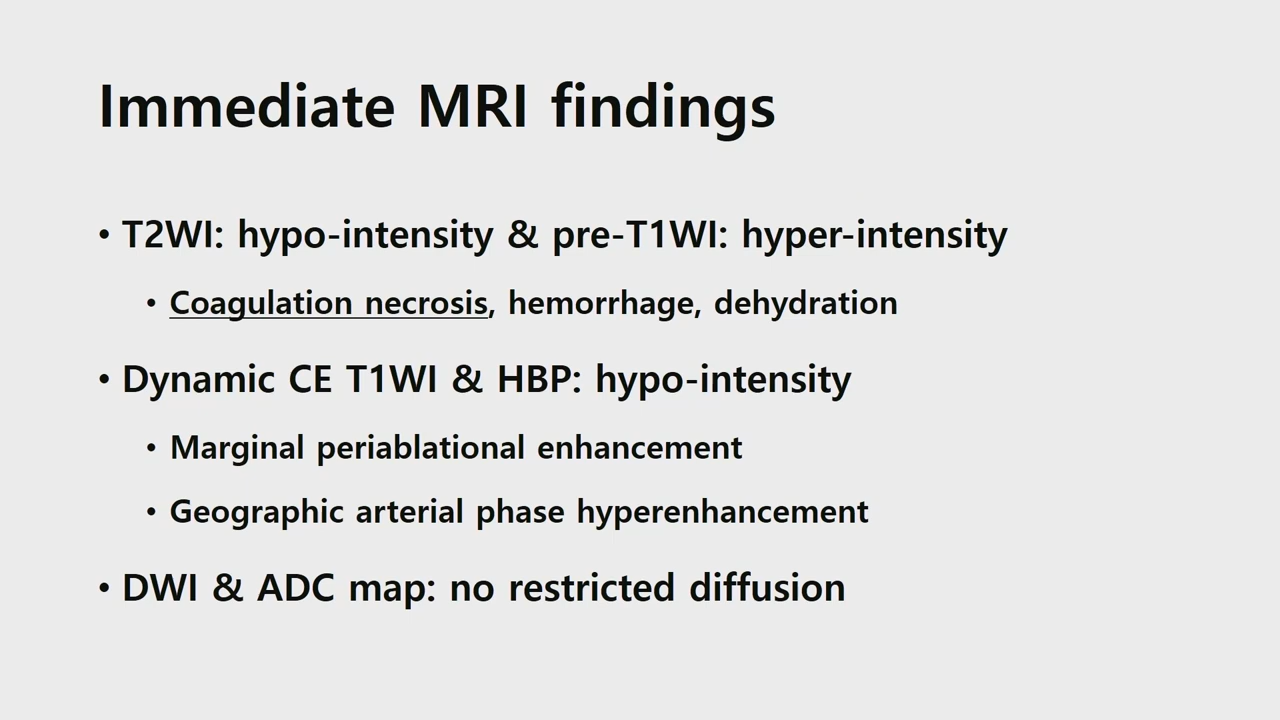 Immediate MRI findings
• T2WI: hypo-intensity & pre-T1WI: hyper-intensity
• Coagulation necrosis, hemorrhage, dehydration
• Dynamic CE T1WI & HBP: hypo-intensity
• Marginal periablational enhancement
• Geographic arterial phase hyperenhancement
• DWI & ADC map: no restricted diffusion